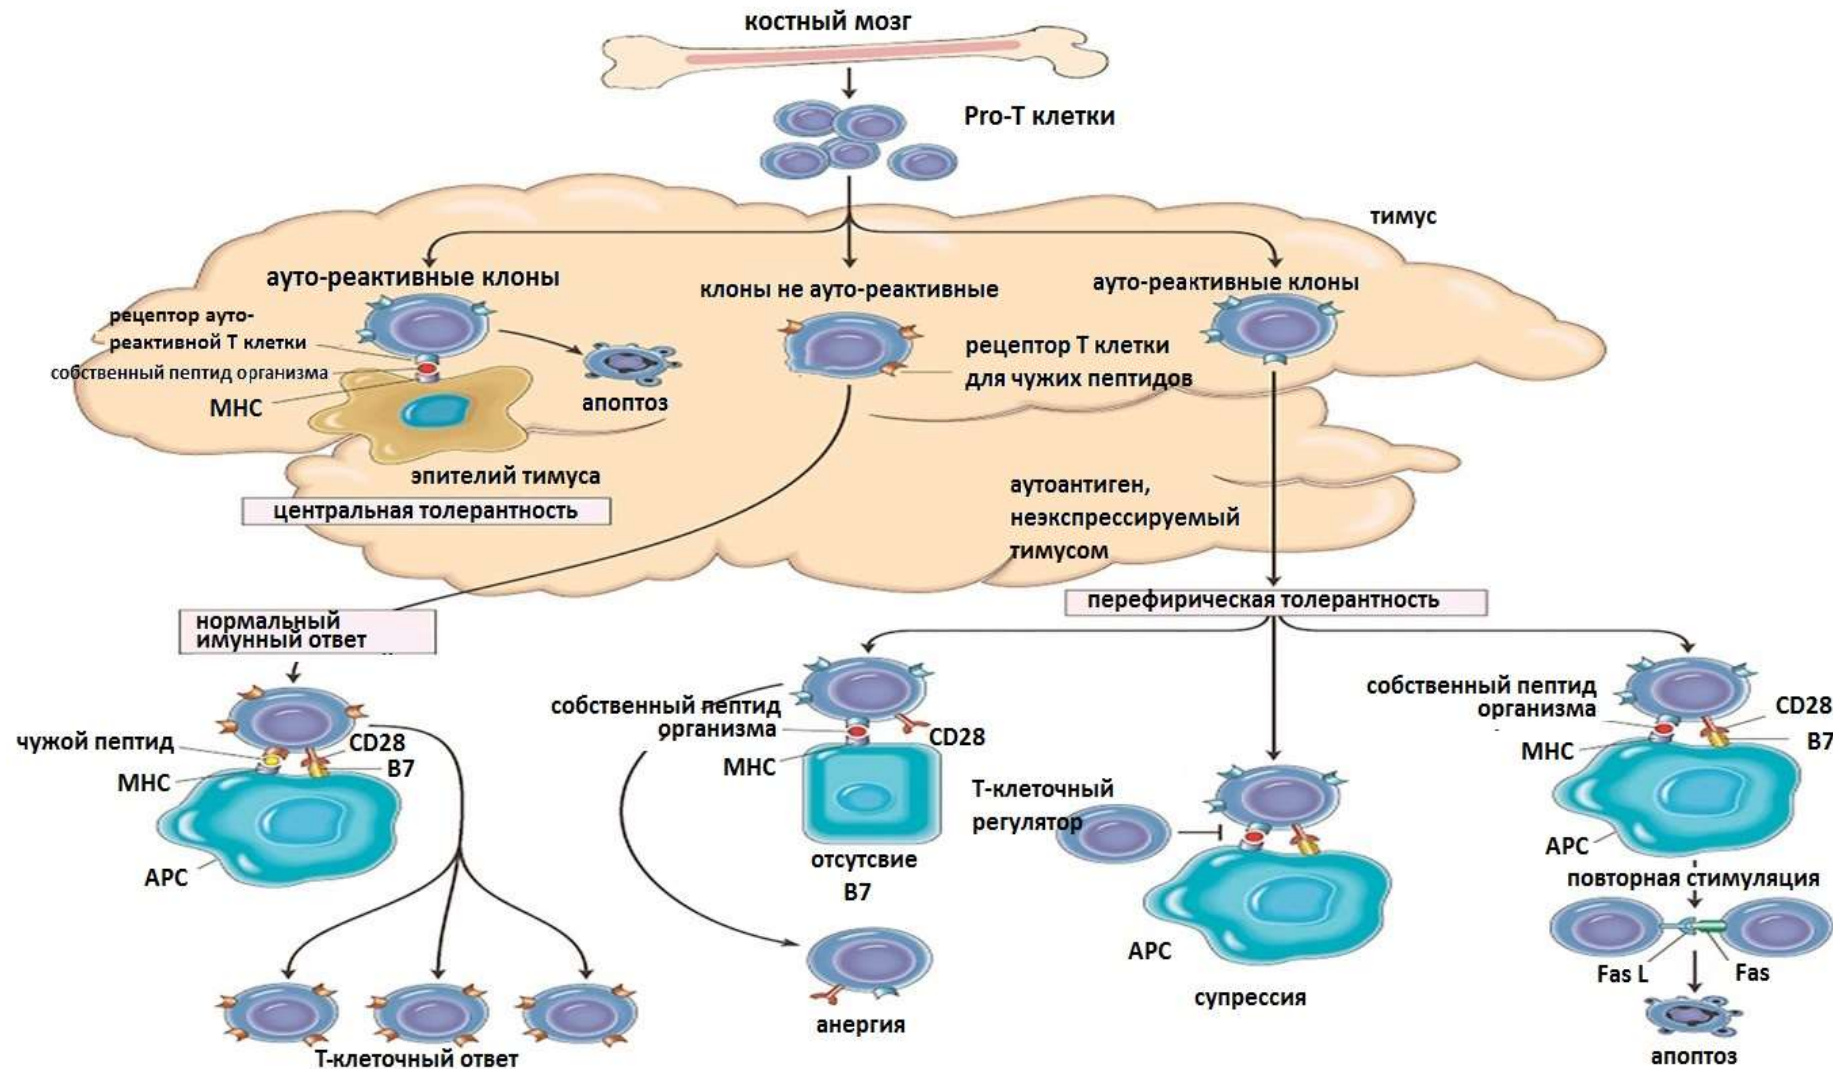 костный мозг
Pro-T клетки
тимус
ауто-реактивные клоны
клоны не ауто-реактивные
ауто-реактивные клоны
рецептор ауто-
реактивной Т клетки
собственный пептид организма
МНС
апоптоз
эпителий тимуса
центральная толерантность
рецептор Т клетки
для чужих пептидов
аутоантиген,
неэкспрессируемый
тимусом
нормальный
имунный ответ
перефирическая толерантность
чужой пептид
МНС
CD28
B7
APC
Т-клеточный ответ
собственный пептид
организма
МНС
CD28
отсутсвие
B7
анергия
Т-клеточный
регулятор
APC
супрессия
собственный пептид
организма
МНС
CD28
B7
APC
повторная стимуляция
Fas L
Fas
апоптоз